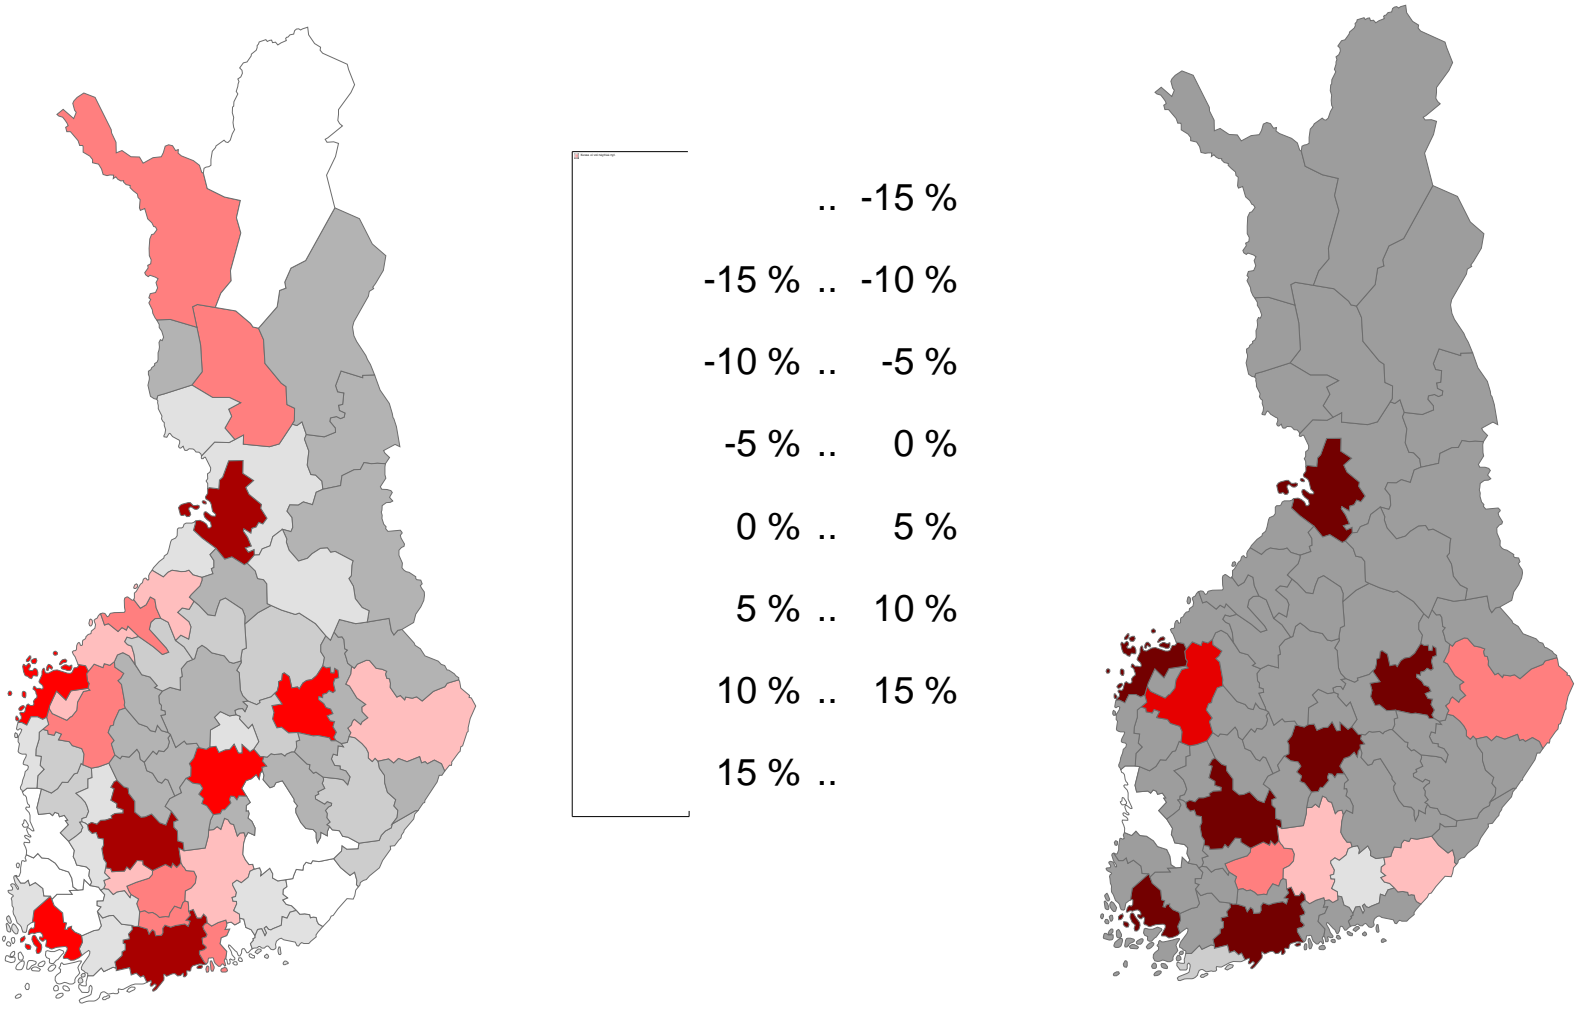 .. -15 %
-15 % .. -10 %
-10 % .. -5 %
-5 % .. 0 %
0 % .. 5 %
5 % .. 10 %
10 % .. 15 %
15 % ..